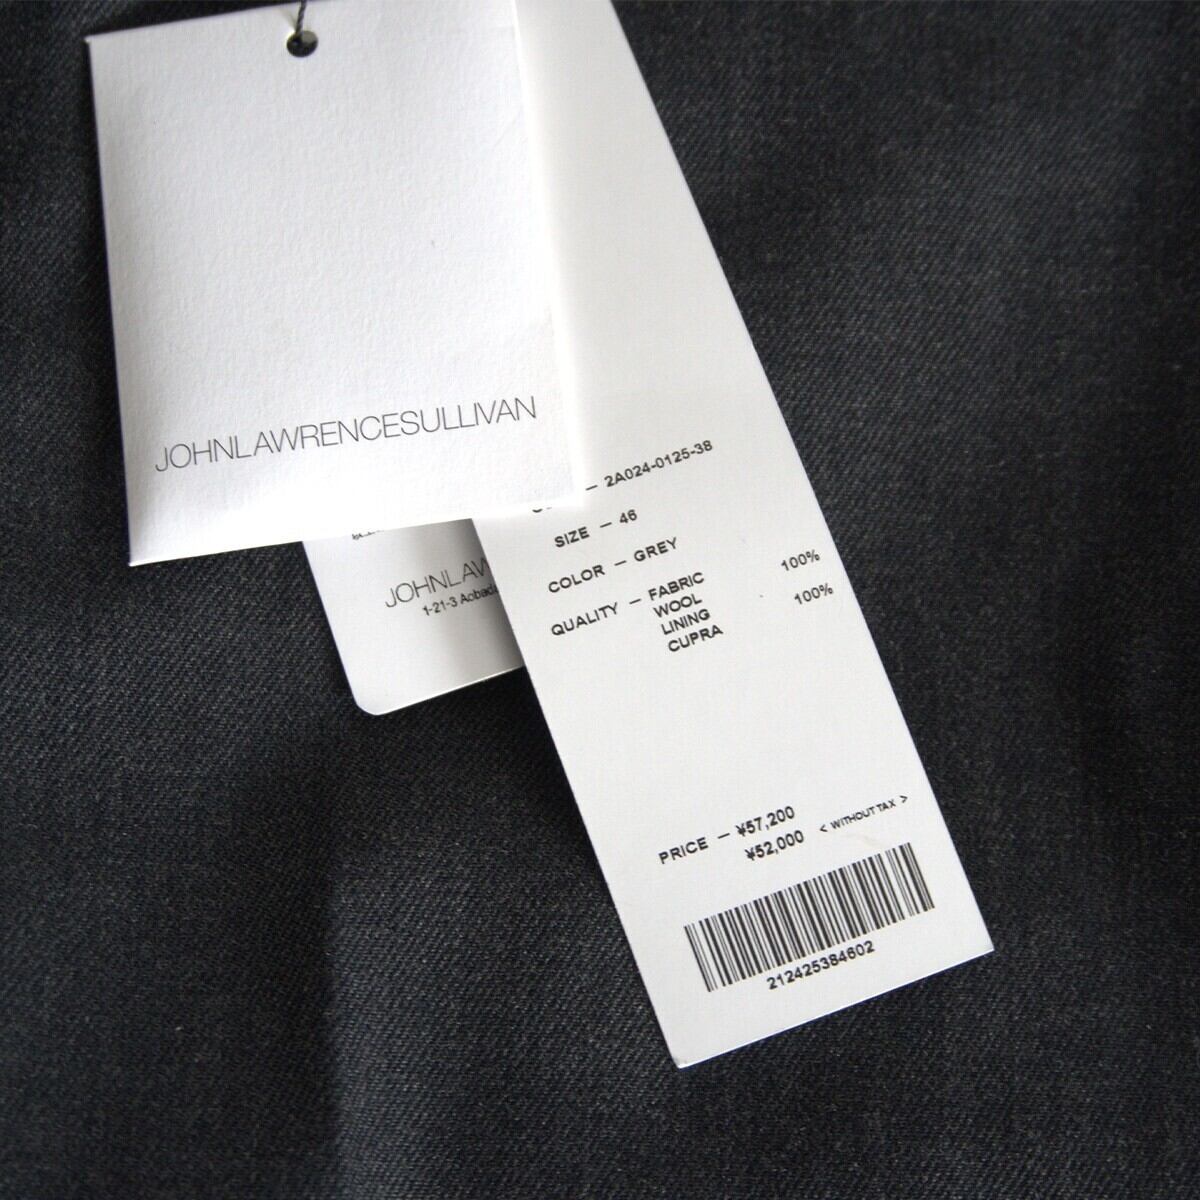 JOHNLAWRENCESULLIVAN
— 2A024-0125-38
SIZE — 46
COLOR — GREY
QUALITY — FABRIC
WOOL 100%
LINING
CUPRA 100%
PRICE — ¥57,200
¥52,000 < WITHOUT TAX >
212425384602
JOHNLAW
1-21-3